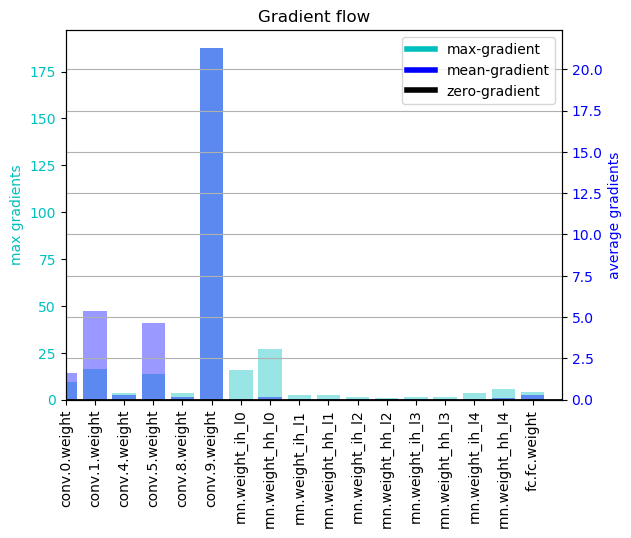 Gradient flow
max-gradient
mean-gradient
zero-gradient
max gradients
175
150
125
100
75
50
25
0
average gradients
20.0
17.5
15.0
12.5
10.0
7.5
5.0
2.5
0.0
conv.0.weight
conv.1.weight
conv.4.weight
conv.5.weight
conv.8.weight
conv.9.weight
rnn.weight_ih_l0
rnn.weight_hh_l0
rnn.weight_ih_l1
rnn.weight_hh_l1
rnn.weight_ih_l2
rnn.weight_hh_l2
rnn.weight_ih_l3
rnn.weight_hh_l3
rnn.weight_ih_l4
rnn.weight_hh_l4
fc.fc.weight